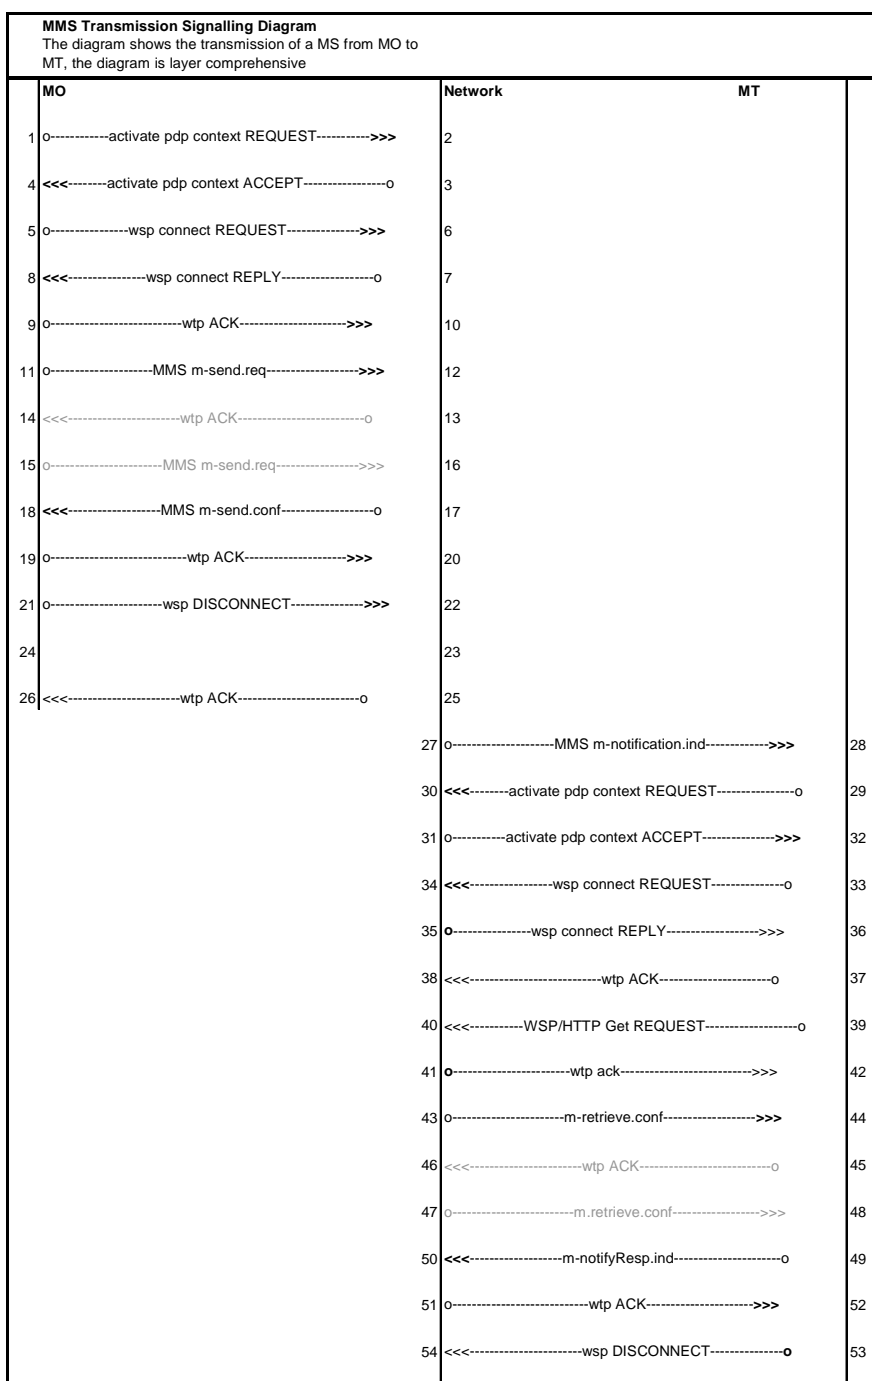 MMS Transmission Signalling Diagram
The diagram shows the transmission of a MS from MO to
MT, the diagram is layer comprehensive
MO Network MT
1 o------------activate pdp context REQUEST----------->>> 2
4 <<<--------activate pdp context ACCEPT-----------------o 3
5 o----------------wsp connect REQUEST--------------->>> 6
8 <<<----------------wsp connect REPLY-------------------o 7
9 o---------------------------wtp ACK---------------------->>> 10
11 o---------------------MMS m-send.req------------------->>> 12
14 <<<-----------------------wtp ACK--------------------------o 13
15 o-----------------------MMS m-send.req----------------->>> 16
18 <<<-------------------MMS m-send.conf-------------------o 17
19 o----------------------------wtp ACK--------------------->>> 20
21 o-----------------------wsp DISCONNECT--------------->>> 22
24 23
26 <<<-----------------------wtp ACK-------------------------o 25
27 o---------------------MMS m-notification.ind------------->>> 28
30 <<<--------activate pdp context REQUEST----------------o 29
31 o-----------activate pdp context ACCEPT--------------->>> 32
34 <<<-----------------wsp connect REQUEST---------------o 33
35 o----------------wsp connect REPLY------------------->>> 36
38 <<<---------------------------wtp ACK-----------------------o 37
40 <<<-----------WSP/HTTP Get REQUEST-------------------o 39
41 o------------------------wtp ack--------------------------->>> 42
43 o-----------------------m-retrieve.conf------------------->>> 44
46 <<<-----------------------wtp ACK---------------------------o 45
47 o-------------------------m.retrieve.conf------------------>>> 48
50 <<<-------------------m-notifyResp.ind----------------------o 49
51 o----------------------------wtp ACK---------------------->>> 52
54 <<<-----------------------wsp DISCONNECT---------------o 53